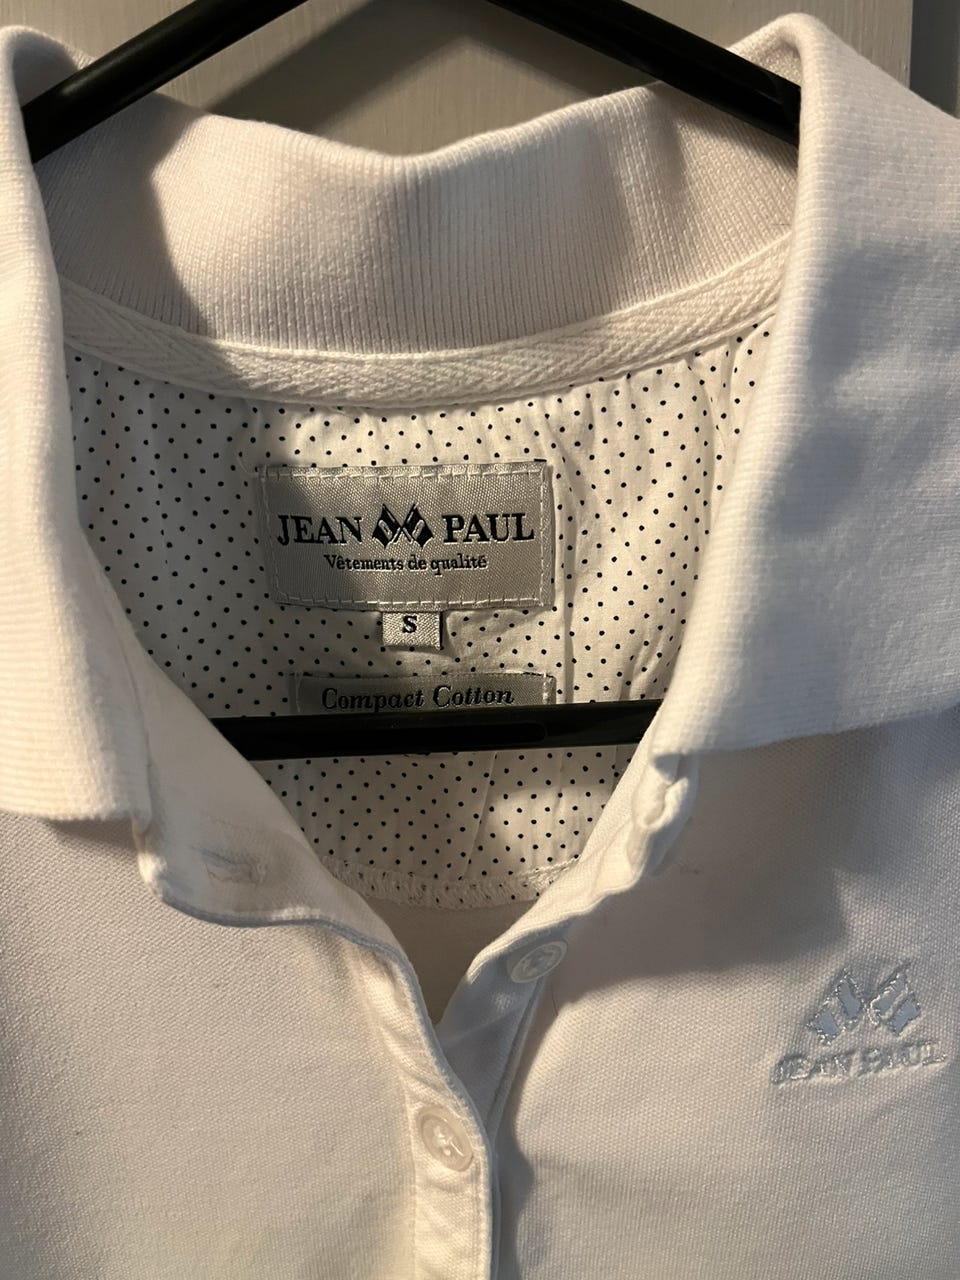 JEAN PAUL
Vêtements de qualité
S
Compact Cotton
JEAN PAUL